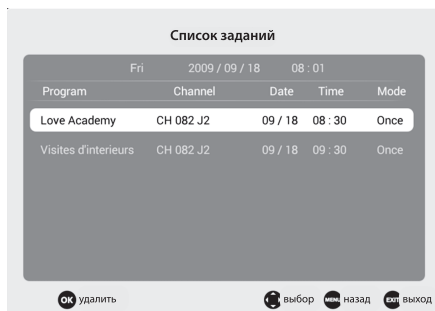 Список заданий
Fri 2009 / 09 / 18 08 : 01
Program Channel Date Time Mode
Love Academy CH 082 J2 09 / 18 08 : 30 Once
Visites d'interieurs CH 082 J2 09 / 18 09 : 30 Once
OK удалить выбор MENU назад EXIT выход